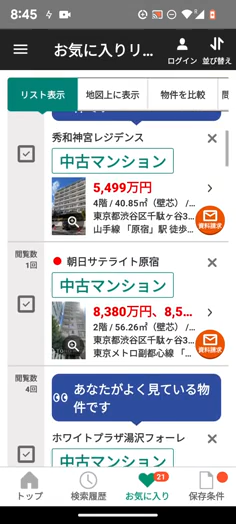 8:45
お気に入りリ...
ログイン
並び替え
リスト表示
地図上に表示
物件を比較
秀和神宮レジデンス
中古マンション
5,499万円
4階 / 40.85㎡（壁芯） /...
東京都渋谷区千駄ヶ谷3...
山手線 「原宿」駅 徒歩...
資料請求
閲覧数
1回
朝日サテライト原宿
中古マンション
8,380万円、8,5...
2階 / 56.26㎡（壁芯） /...
東京都渋谷区千駄ヶ谷3...
東京メトロ副都心線 「...
資料請求
閲覧数
4回
あなたがよく見ている物
件です
ホワイトプラザ湯沢フォーレ
中古マンション
21
トップ
検索履歴
お気に入り
保存条件